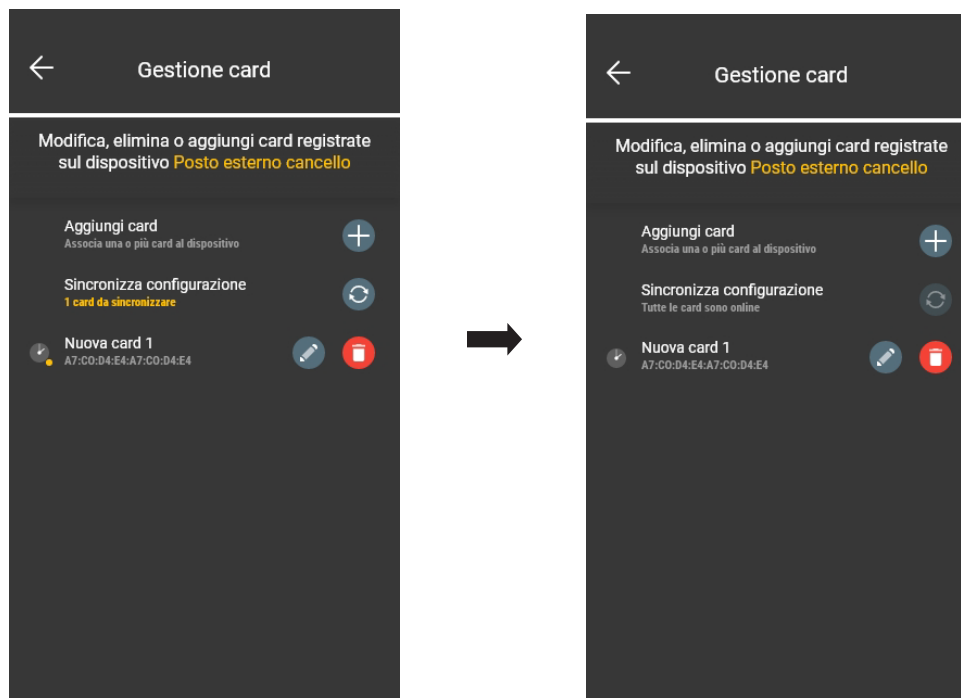 Gestione card
Modifica, elimina o aggiungi card registrate
sul dispositivo Posto esterno cancello
Aggiungi card
Associa una o più card al dispositivo
Sincronizza configurazione
1 card da sincronizzare
Nuova card 1
A7:C0:D4:E4:A7:C0:D4:E4
Gestione card
Modifica, elimina o aggiungi card registrate
sul dispositivo Posto esterno cancello
Aggiungi card
Associa una o più card al dispositivo
Sincronizza configurazione
Tutte le card sono online
Nuova card 1
A7:C0:D4:E4:A7:C0:D4:E4